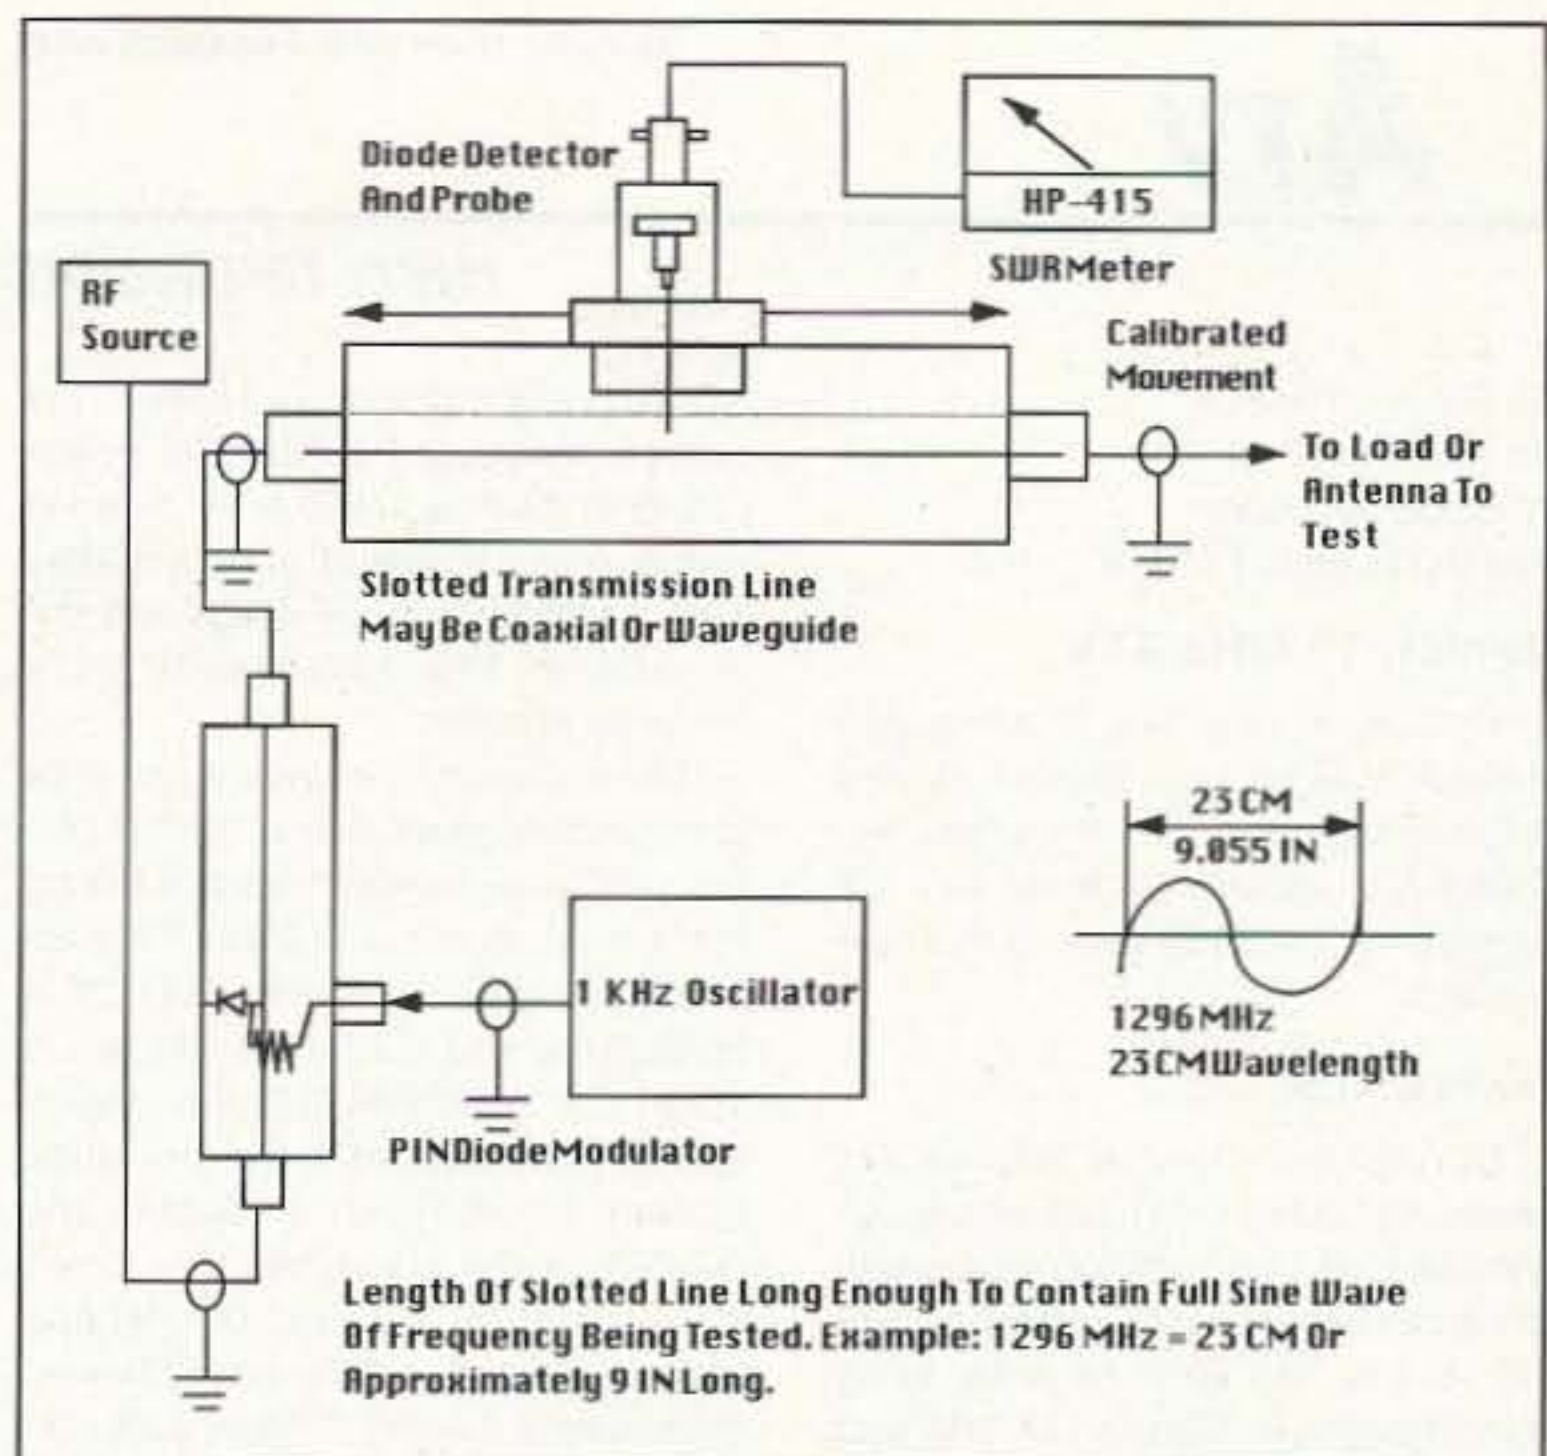 Diode Detector
And Probe
HP-415
SWR Meter
RF
Source
Calibrated
Movement
To Load Or
Antenna To
Test
Slotted Transmission Line
May Be Coaxial Or Waveguide
23 CM
9.055 IN
1 KHz Oscillator
1296 MHz
23 CM Wavelength
PIN Diode Modulator
Length Of Slotted Line Long Enough To Contain Full Sine Wave
Of Frequency Being Tested. Example: 1296 MHz = 23 CM Or
Approximately 9 IN Long.